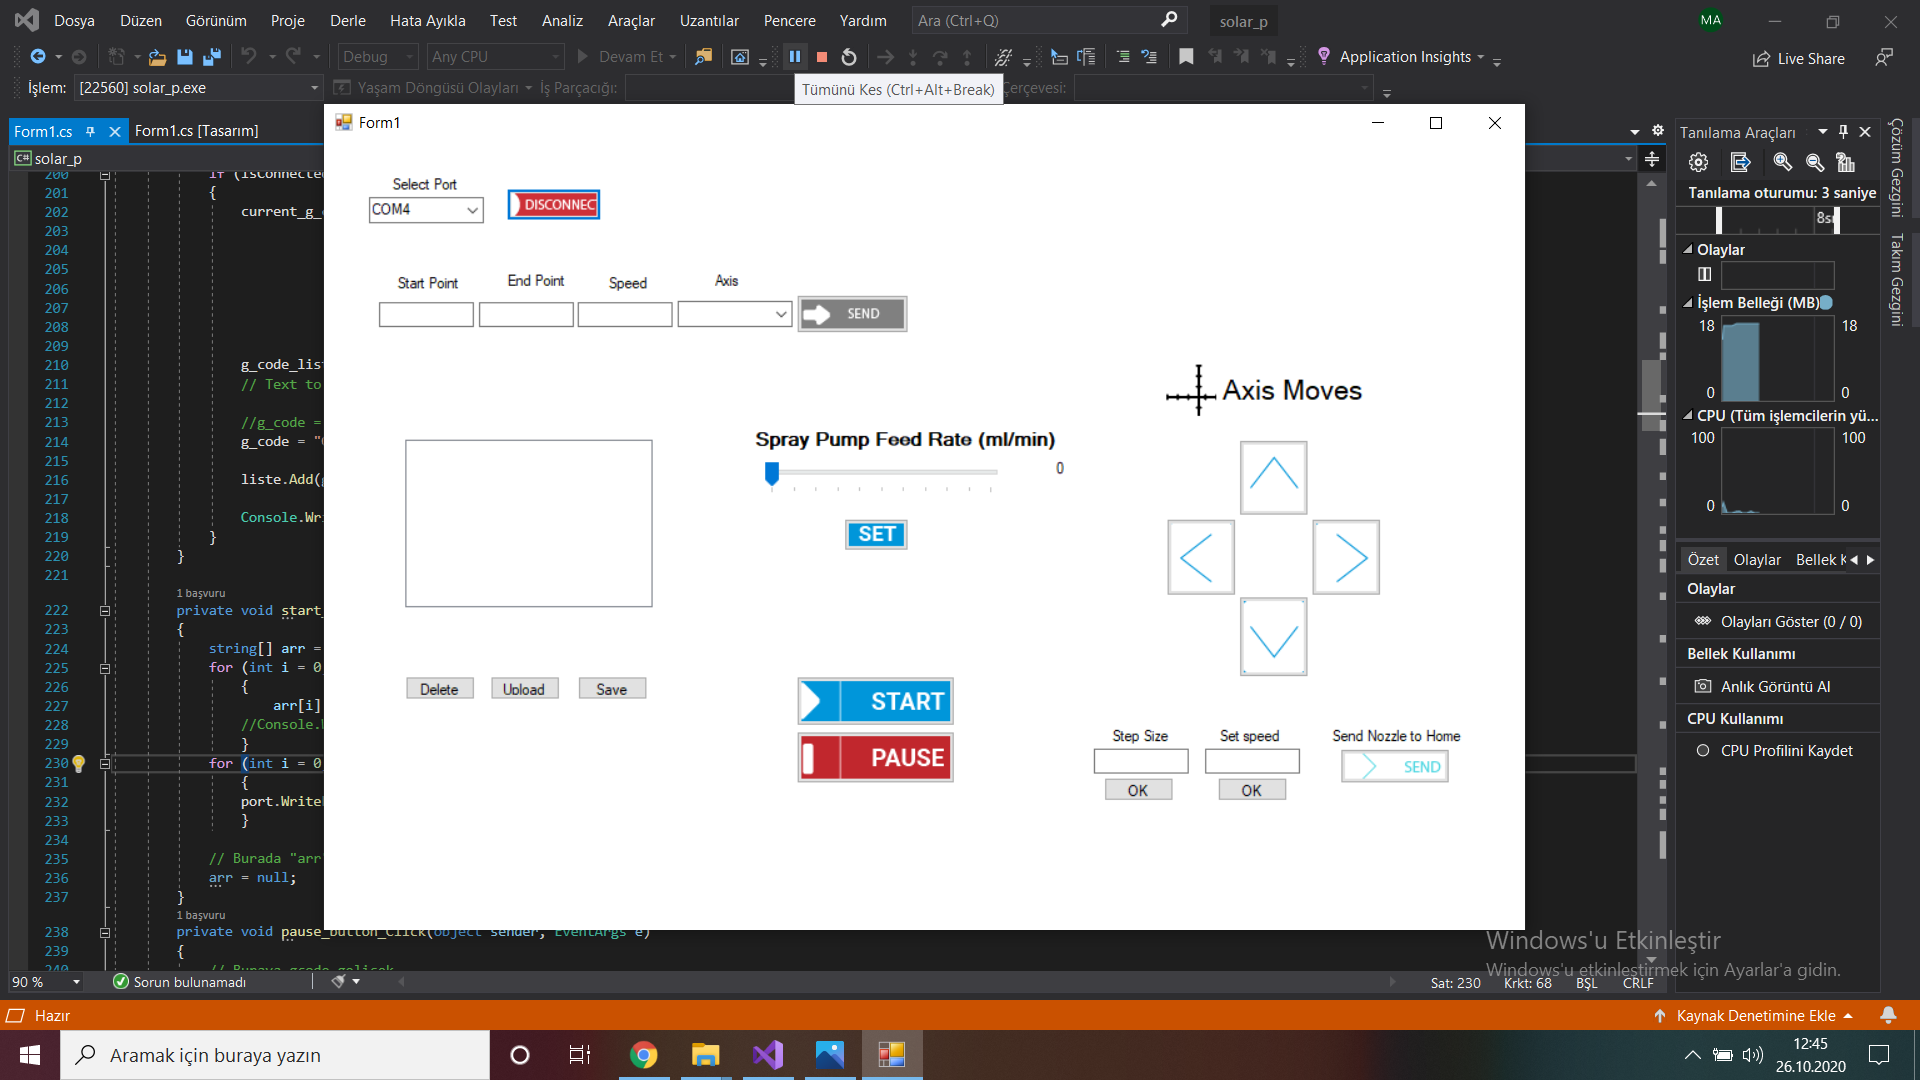 Dosya Düzen Görünüm Proje Derle Hata Ayıkla Test Analiz Araçlar Uzantılar Pencere Yardım Ara (Ctrl+Q) solar_p MA
Debug Any CPU Devam Et Application Insights Live Share
İşlem: [22560] solar_p.exe Yaşam Döngüsü Olayları İş Parçacığı: Çerçevesi:
Tümünü Kes (Ctrl+Alt+Break)
Form1.cs Form1.cs [Tasarım]
solar_p
200 if (isConnected
201 {
202 current_g_
203
204
205
206
207
208
209
210 g_code_list
211 // Text to
212
213 //g_code =
214 g_code = "
215
216 liste.Add(
217
218 Console.Wri
219 }
220 }
221
1 başvuru
222 private void start_
223 {
224 string[] arr =
225 for (int i = 0
226 {
227 arr[i]
228 //Console.
229 }
230 for (int i = 0
231 {
232 port.Write
233 }
234
235 // Burada "arr
236 arr = null;
237 }
1 başvuru
238 private void pause_button_Click(object sender, EventArgs e)
239 {
240 // Buraya gcode gelicek
Form1
Select Port
COM4 DISCONNEC
Start Point End Point Speed Axis
SEND
Axis Moves
Spray Pump Feed Rate (ml/min)
0
SET
Delete Upload Save
START
PAUSE
Step Size Set speed Send Nozzle to Home
SEND
OK OK
Tanılama Araçları
Tanılama oturumu: 3 saniye
8s
Olaylar
İşlem Belleği (MB)
18 18
0 0
CPU (Tüm işlemcilerin yü...
100 100
0 0
Özet Olaylar Bellek K
Olaylar
Olayları Göster (0 / 0)
Bellek Kullanımı
Anlık Görüntü Al
CPU Kullanımı
CPU Profilini Kaydet
Çözüm Gezgini
Takım Gezgini
Windows'u Etkinleştir
Windows'u etkinleştirmek için Ayarlar'a gidin.
90 % Sorun bulunamadı Sat: 230 Krkt: 68 BŞL CRLF
Hazır Kaynak Denetimine Ekle
Aramak için buraya yazın
12:45
26.10.2020